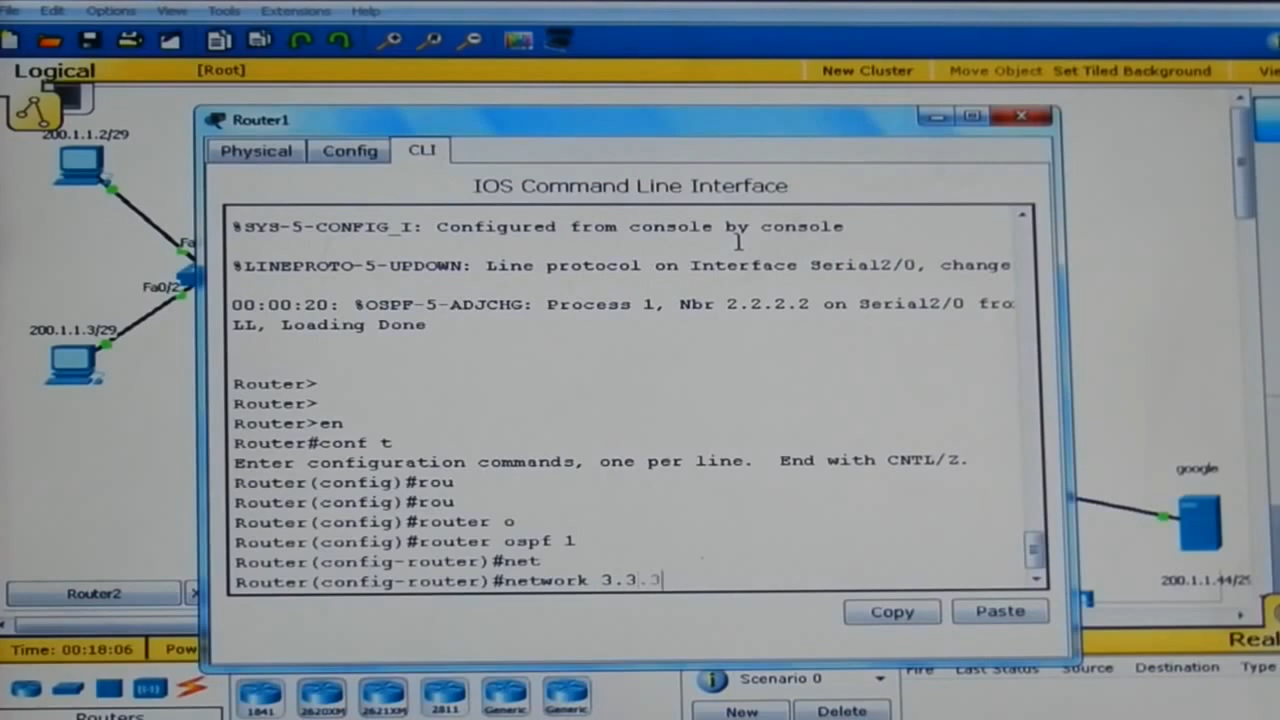 File Edit Options View Tools Extensions Help
Logical [Root] New Cluster Move Object Set Tiled Background
200.1.1.2/29
Fa0/2
200.1.1.3/29
Router1
Physical Config CLI
IOS Command Line Interface
%SYS-5-CONFIG_I: Configured from console by console
%LINEPROTO-5-UPDOWN: Line protocol on Interface Serial2/0, change
00:00:20: %OSPF-5-ADJCHG: Process 1, Nbr 2.2.2.2 on Serial2/0 fro
LL, Loading Done
Router>
Router>
Router>en
Router#conf t
Enter configuration commands, one per line. End with CNTL/Z.
Router(config)#rou
Router(config)#rou
Router(config)#router o
Router(config)#router ospf 1
Router(config-router)#net
Router(config-router)#network 3.3.3
Copy Paste
google
200.1.1.44/29
Router2
Time: 00:18:06 Pow
Real
Fire Last Status Source Destination Type
Scenario 0
New Delete
Routers
1841 2620XM 2621XM 2811 Generic Generic